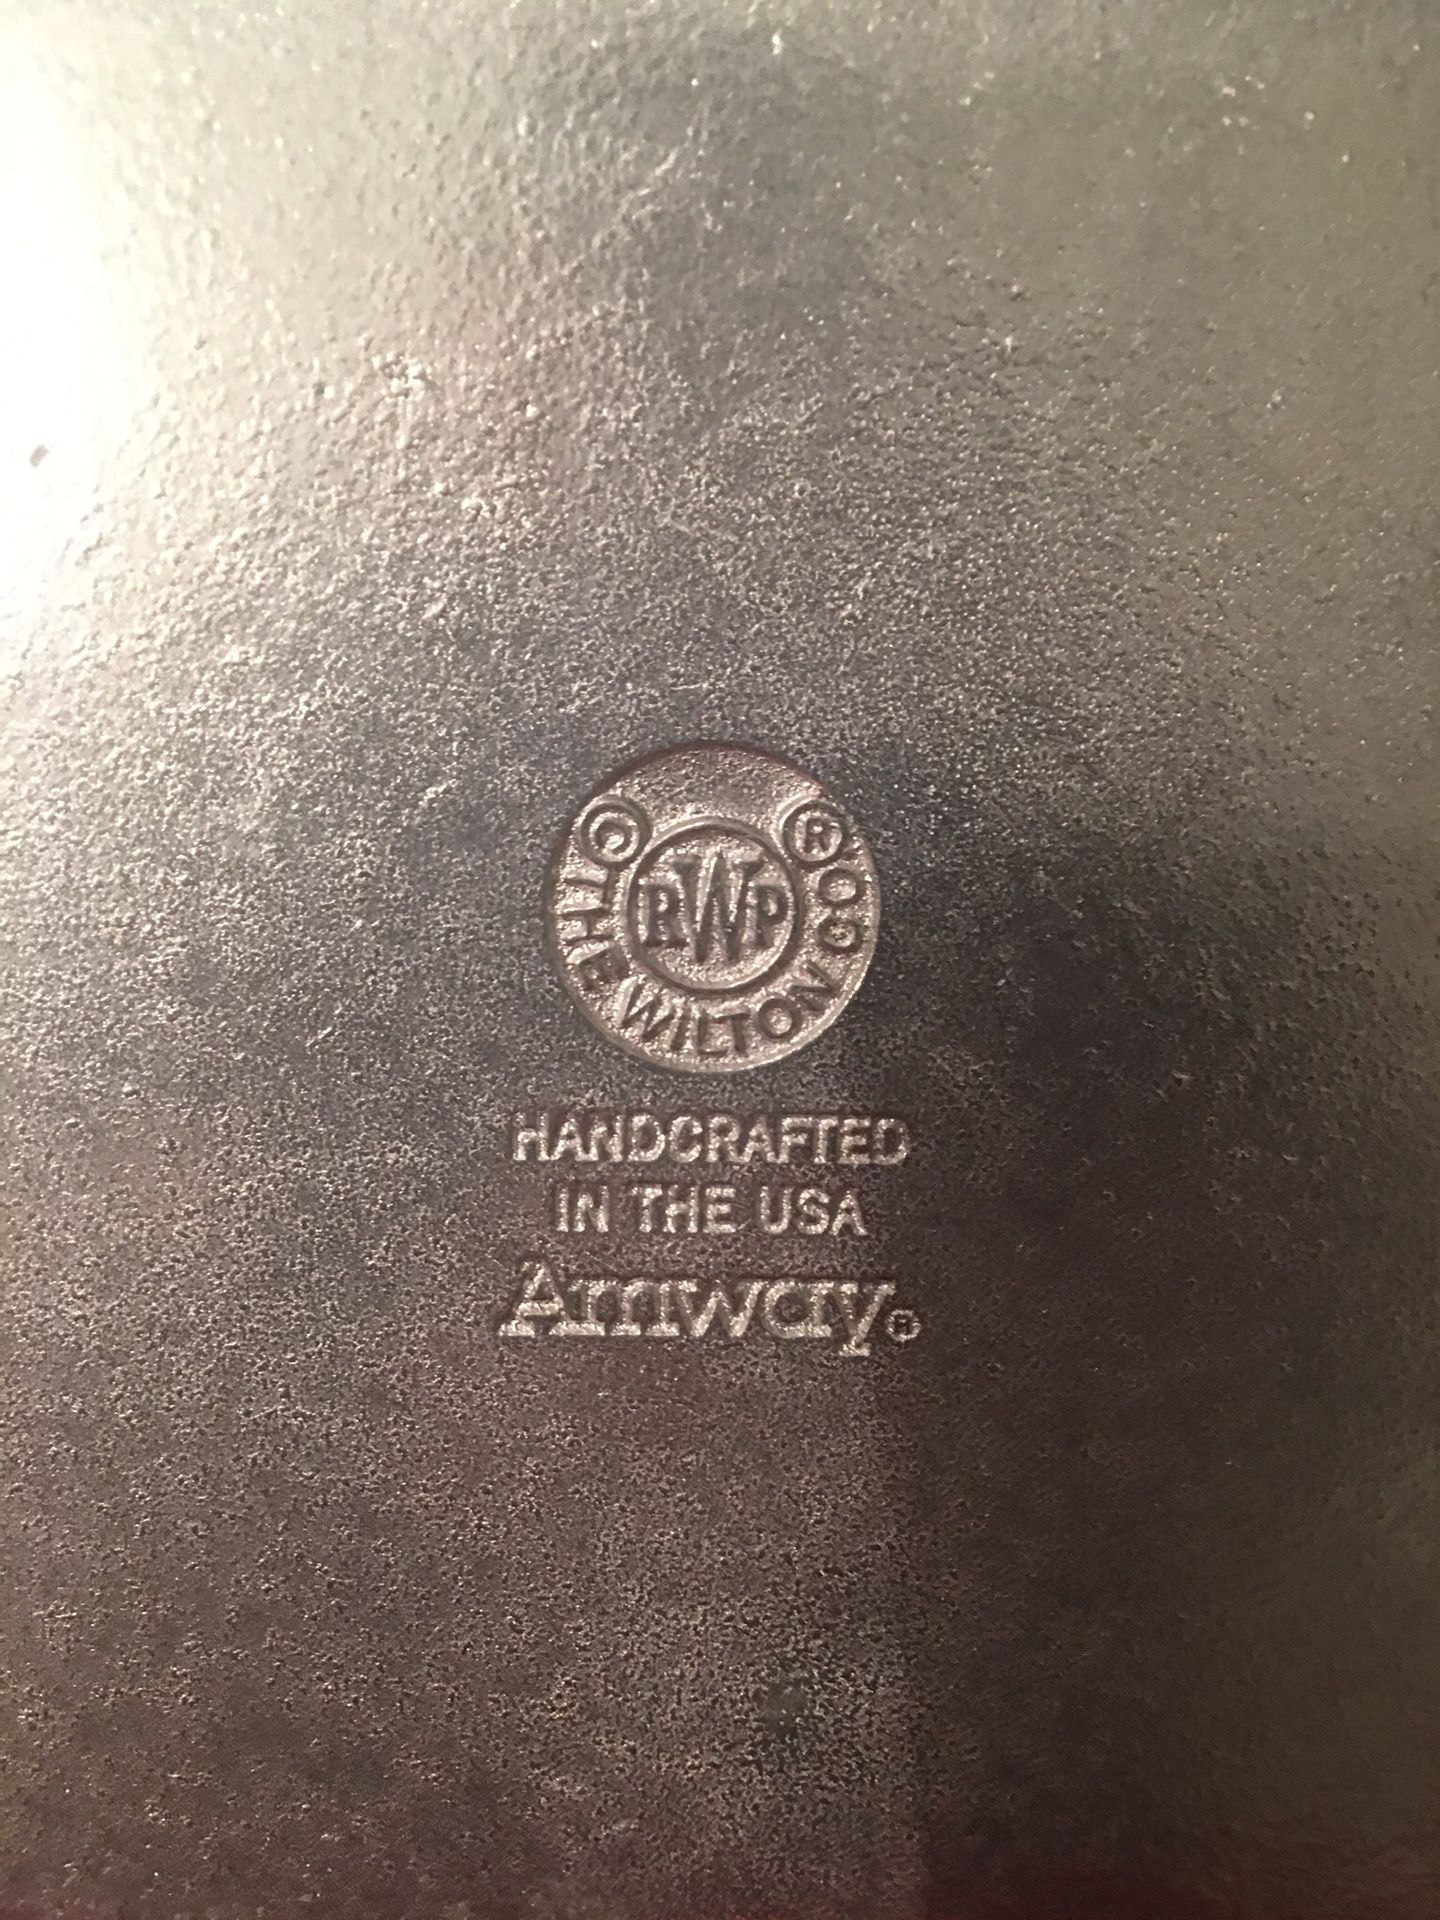 © ®
THE WILTON CO.
RWP
HANDCRAFTED
IN THE USA
Amway®